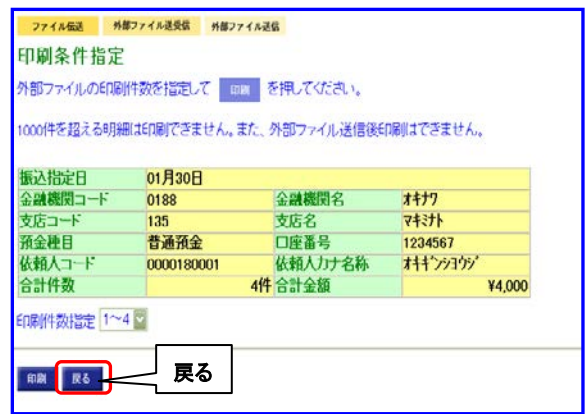 ファイル伝送 外部ファイル送受信 外部ファイル送信
印刷条件指定
外部ファイルの印刷件数を指定して 印刷 を押してください。
1000件を超える明細は印刷できません。また、外部ファイル送信後印刷はできません。
振込指定日 01月30日
金融機関コード 0188 金融機関名 オキナワ
支店コード 135 支店名 マキミナト
預金種目 普通預金 口座番号 1234567
依頼人コード 0000180001 依頼人カナ名称 オキギンシヨウジ
合計件数 4件 合計金額 ¥4,000
印刷件数指定 1~4
印刷 戻る 戻る